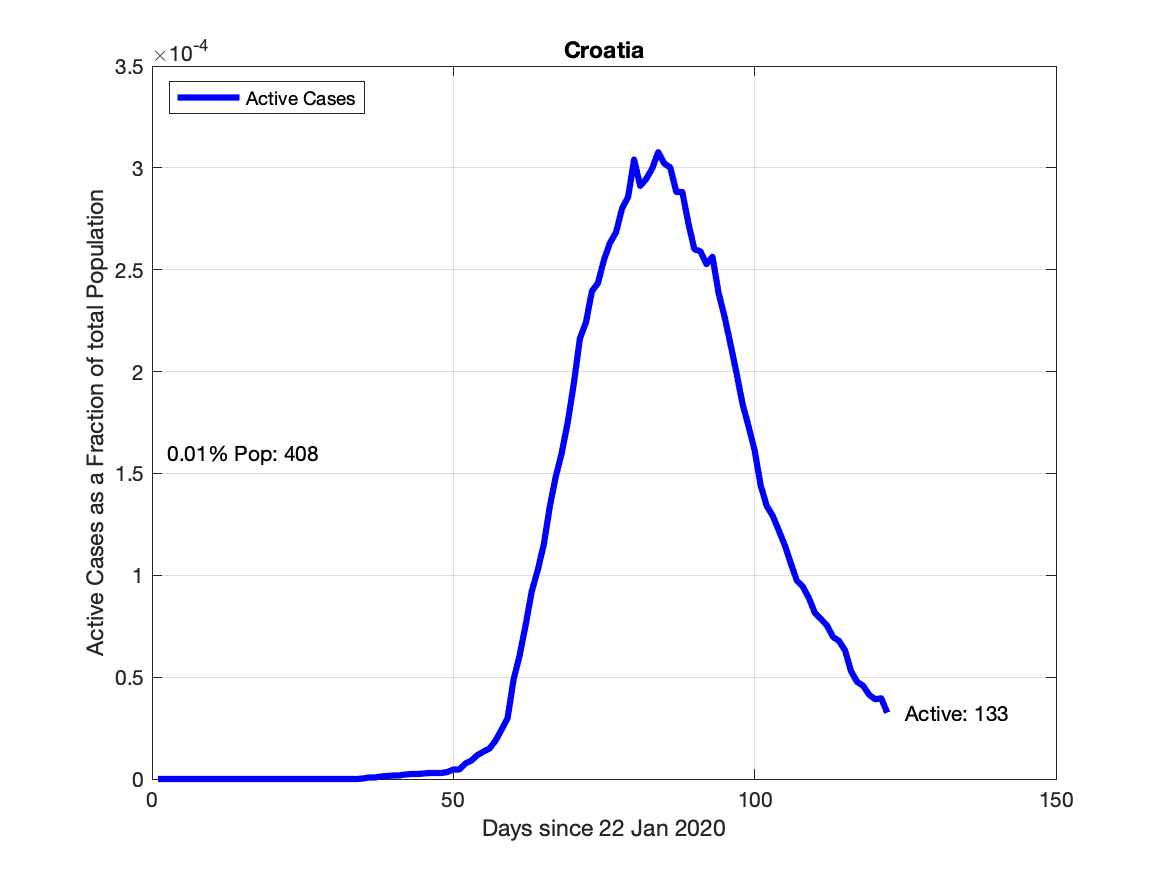 Croatia
×10-4
Active Cases
3.5
3
2.5
2
1.5
1
0.5
0
Active Cases as a Fraction of total Population
0.01% Pop: 408
Active: 133
0
50
100
150
Days since 22 Jan 2020